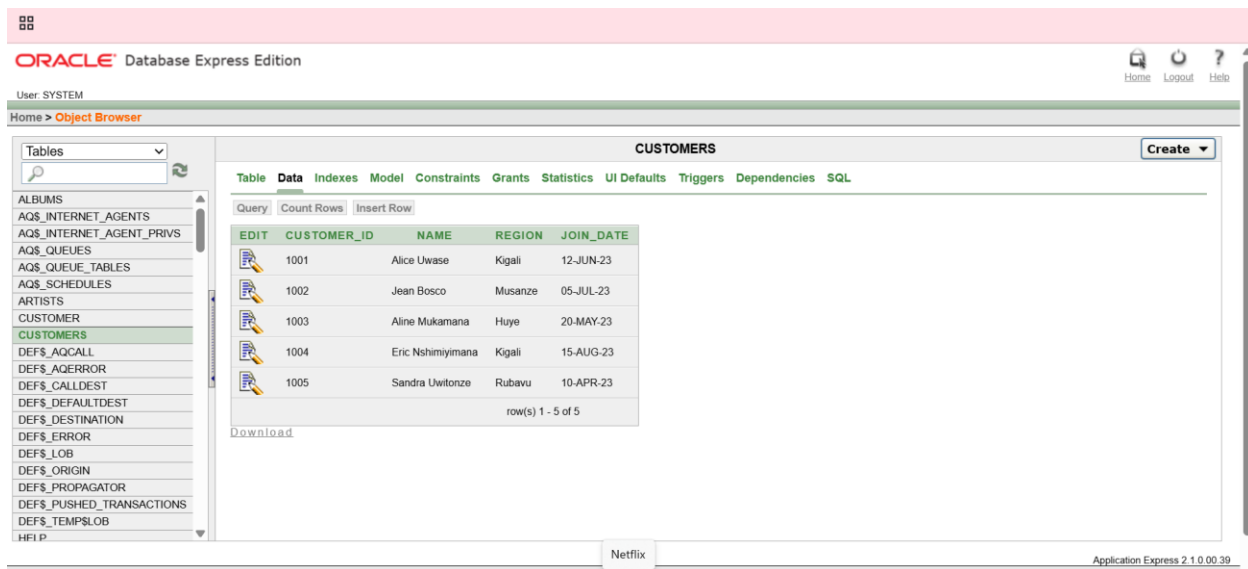 ORACLE Database Express Edition
Home Logout Help
User: SYSTEM
Home > Object Browser
Tables
CUSTOMERS
Create
Table Data Indexes Model Constraints Grants Statistics UI Defaults Triggers Dependencies SQL
Query Count Rows Insert Row
ALBUMS
AQ$_INTERNET_AGENTS
AQ$_INTERNET_AGENT_PRIVS
AQ$_QUEUES
AQ$_QUEUE_TABLES
AQ$_SCHEDULES
ARTISTS
CUSTOMER
CUSTOMERS
DEF$_AQCALL
DEF$_AQERROR
DEF$_CALLDEST
DEF$_DEFAULTDEST
DEF$_DESTINATION
DEF$_ERROR
DEF$_LOB
DEF$_ORIGIN
DEF$_PROPAGATOR
DEF$_PUSHED_TRANSACTIONS
DEF$_TEMP$LOB
HELP
EDIT CUSTOMER_ID NAME REGION JOIN_DATE
1001 Alice Uwase Kigali 12-JUN-23
1002 Jean Bosco Musanze 05-JUL-23
1003 Aline Mukamana Huye 20-MAY-23
1004 Eric Nshimiyimana Kigali 15-AUG-23
1005 Sandra Uwitonze Rubavu 10-APR-23
row(s) 1 - 5 of 5
Download
Netflix
Application Express 2.1.0.00.39